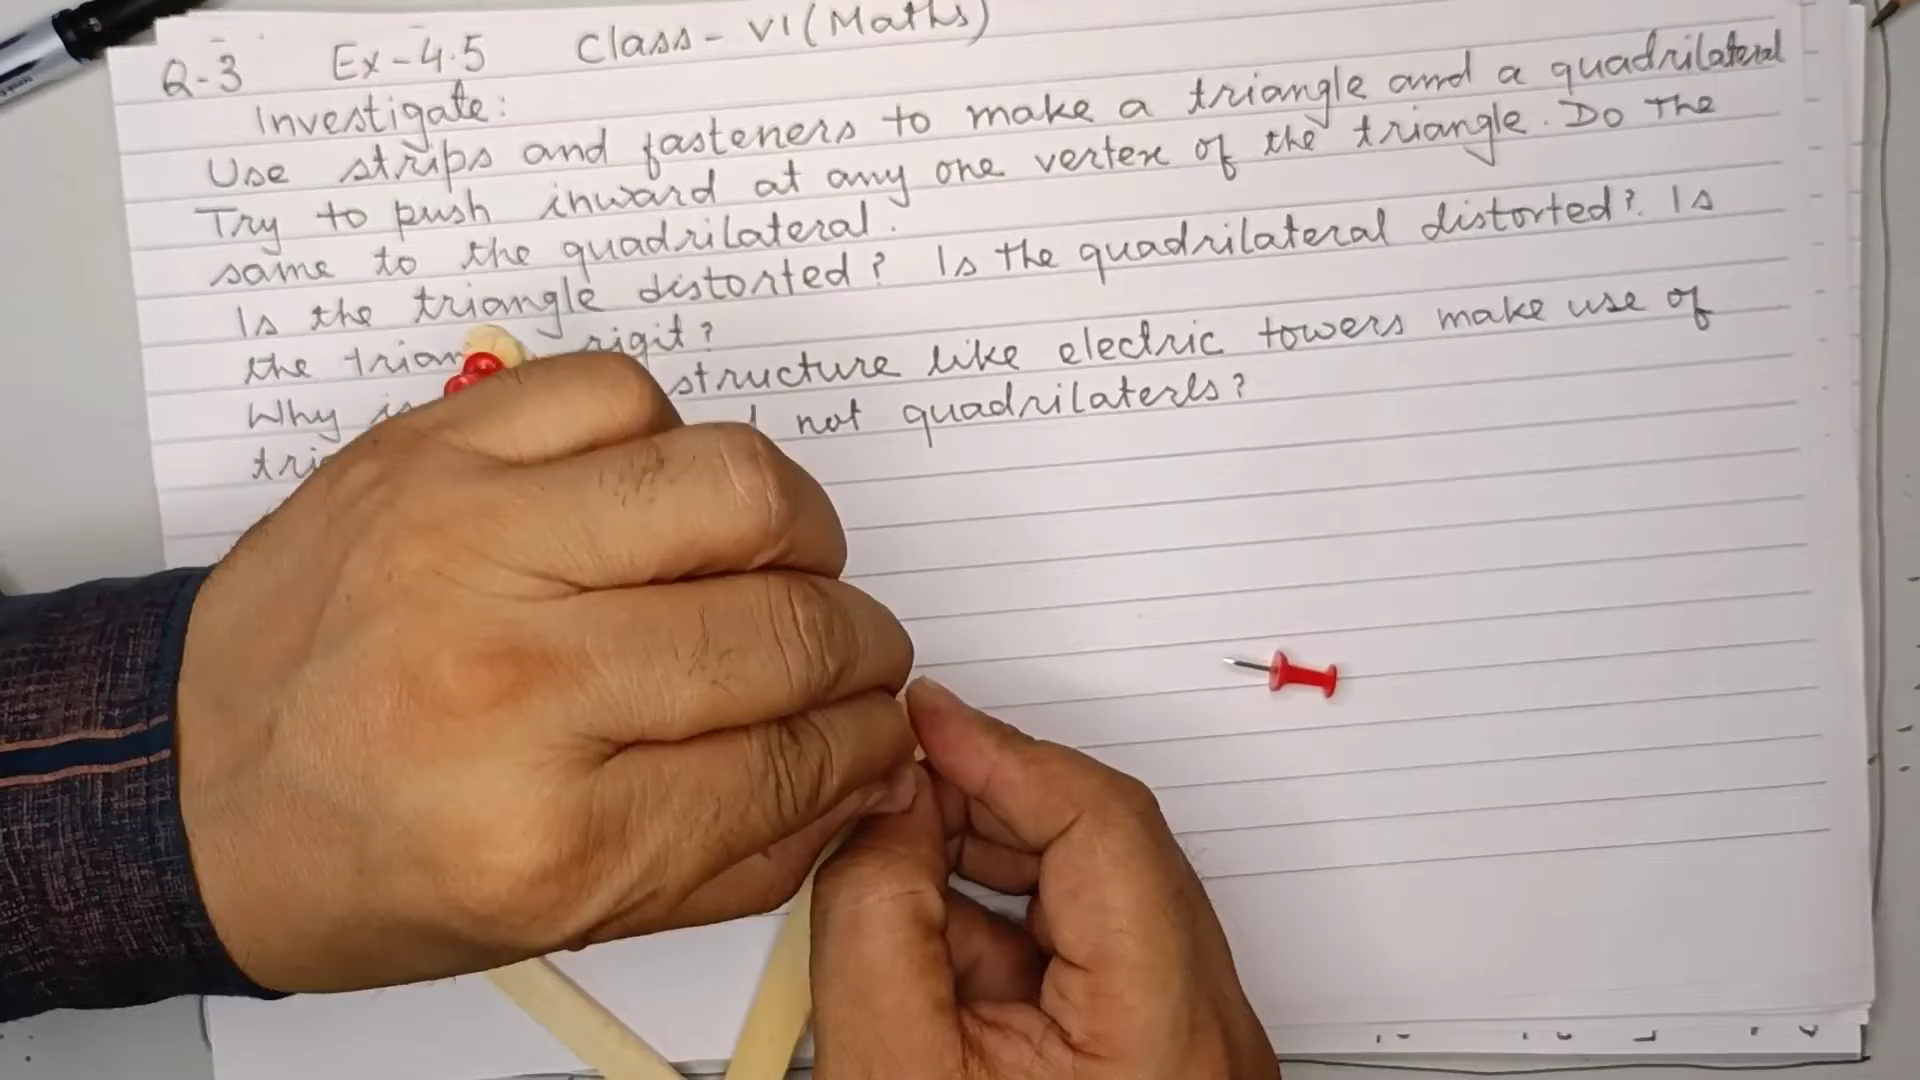 Q-3 Ex-4.5 Class-VI (Maths)
Investigate:
Use strips and fasteners to make a triangle and a quadrilateral
Try to push inward at any one vertex of the triangle. Do The
same to the quadrilateral.
Is the triangle distorted? Is the quadrilateral distorted? Is
the rigit?
Why structure like electric towers make use of
not quadrilaterls?